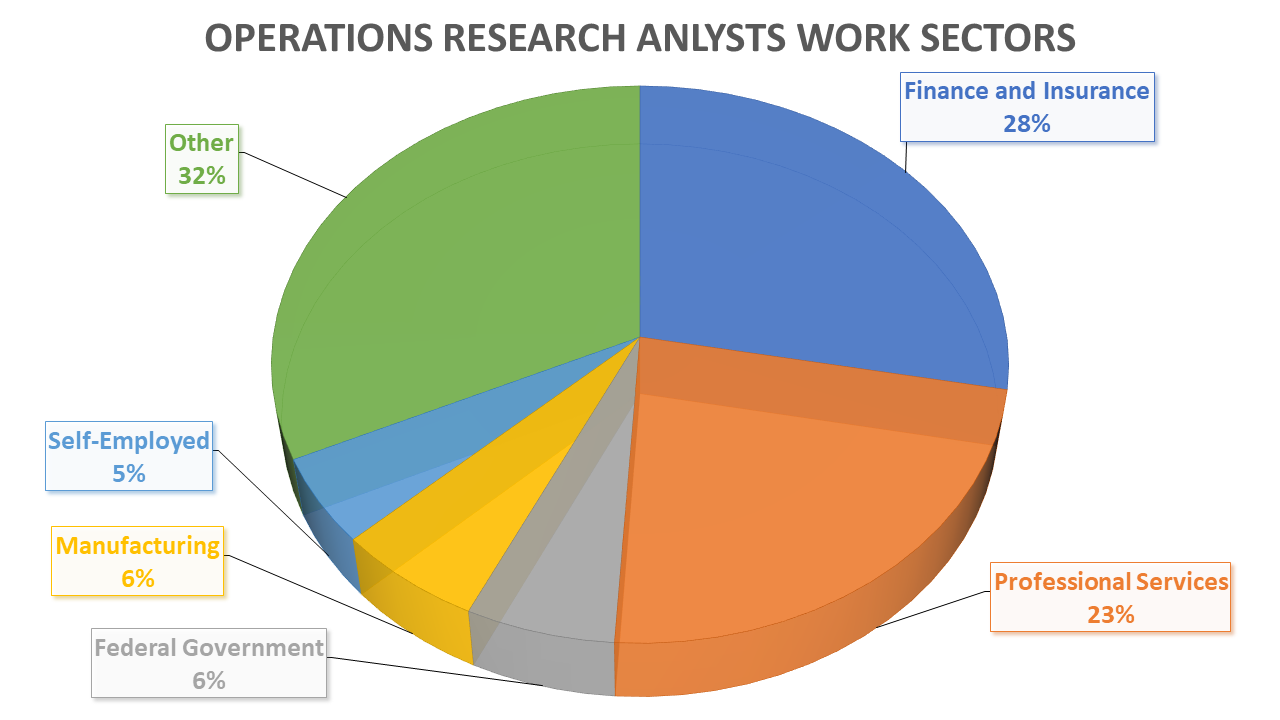 OPERATIONS RESEARCH ANLYSTS WORK SECTORS
Finance and Insurance
28%
Other
32%
Self-Employed
5%
Manufacturing
6%
Professional Services
23%
Federal Government
6%